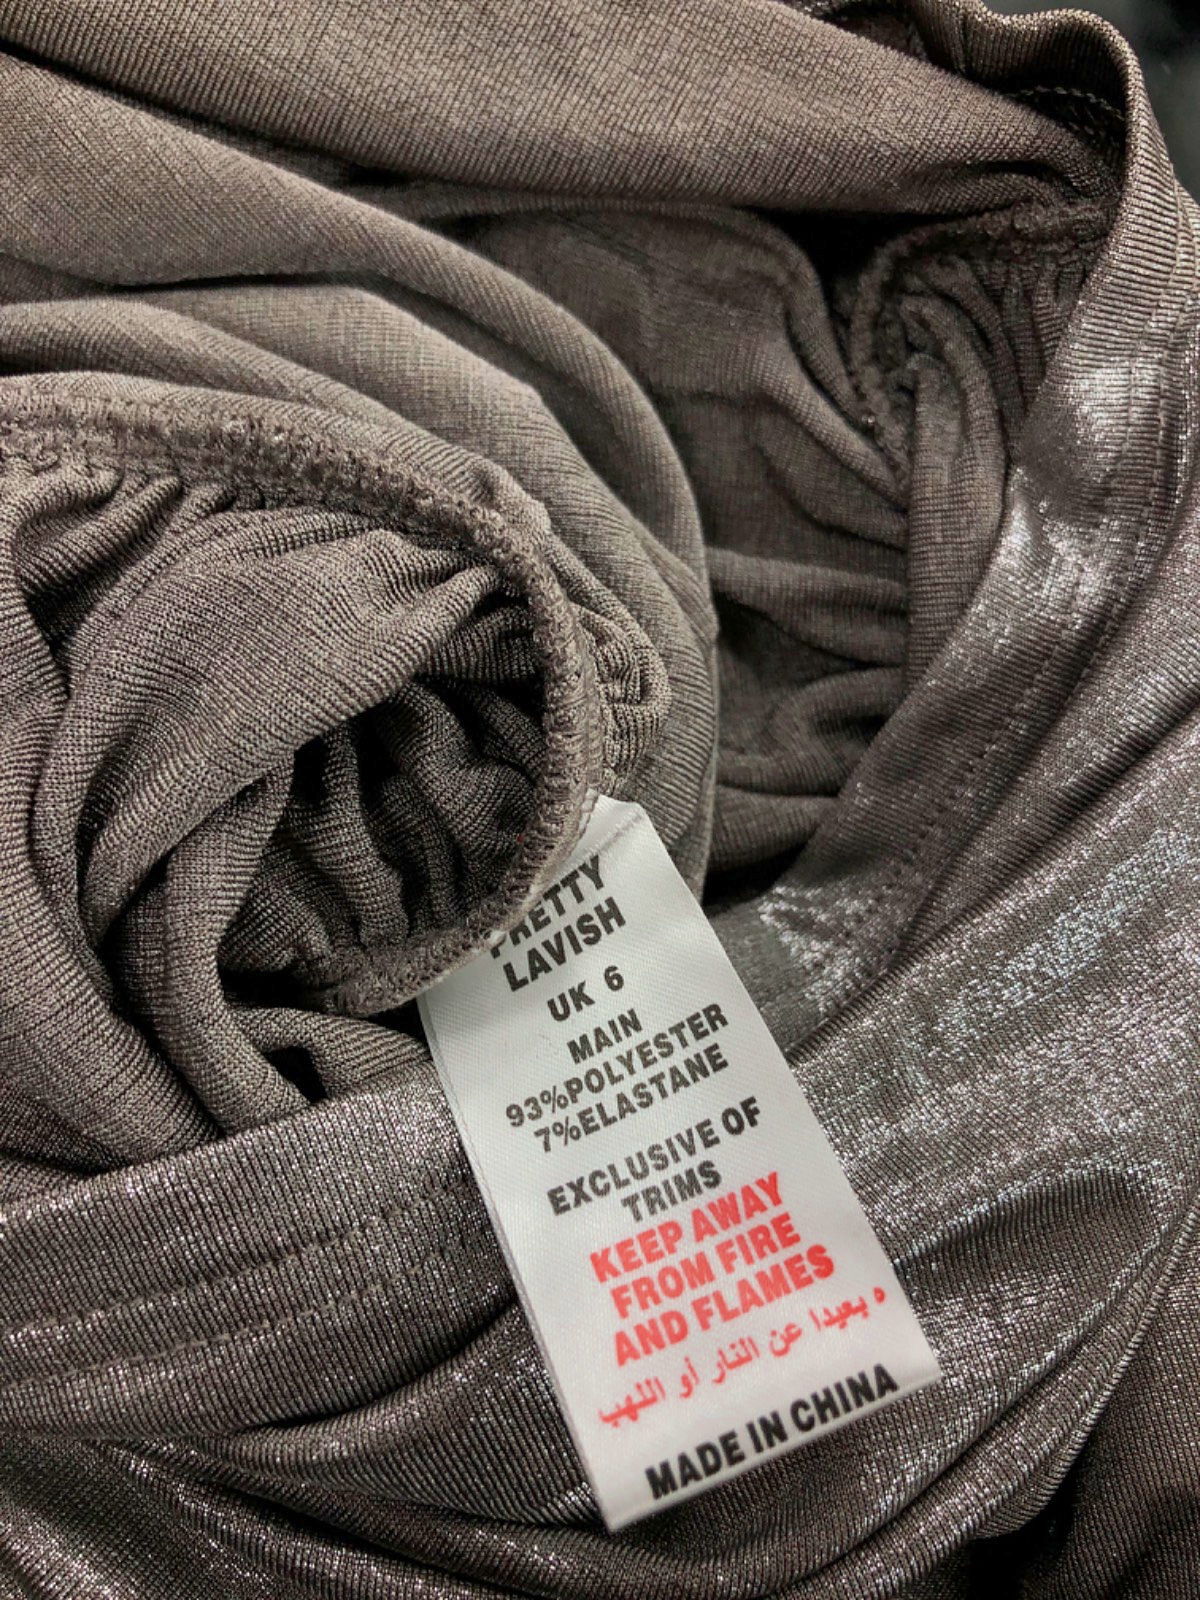 PRETTY
LAVISH
UK 6
MAIN
93%POLYESTER
7%ELASTANE
EXCLUSIVE OF
TRIMS
KEEP AWAY
FROM FIRE
AND FLAMES
ه بعيدا عن النار أو اللهب
MADE IN CHINA